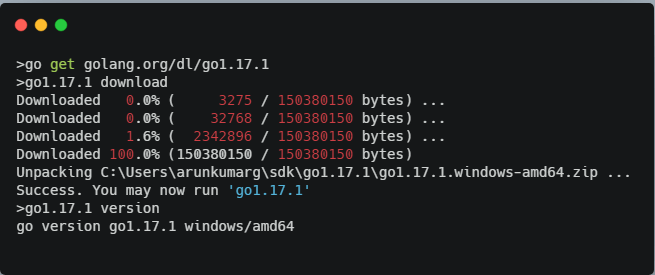 >go get golang.org/dl/go1.17.1
>go1.17.1 download
Downloaded   0.0% (     3275 / 150380150 bytes) ...
Downloaded   0.0% (    32768 / 150380150 bytes) ...
Downloaded   1.6% (  2342896 / 150380150 bytes) ...
Downloaded 100.0% (150380150 / 150380150 bytes)
Unpacking C:\Users\arunkumarg\sdk\go1.17.1\go1.17.1.windows-amd64.zip ...
Success. You may now run 'go1.17.1'
>go1.17.1 version
go version go1.17.1 windows/amd64